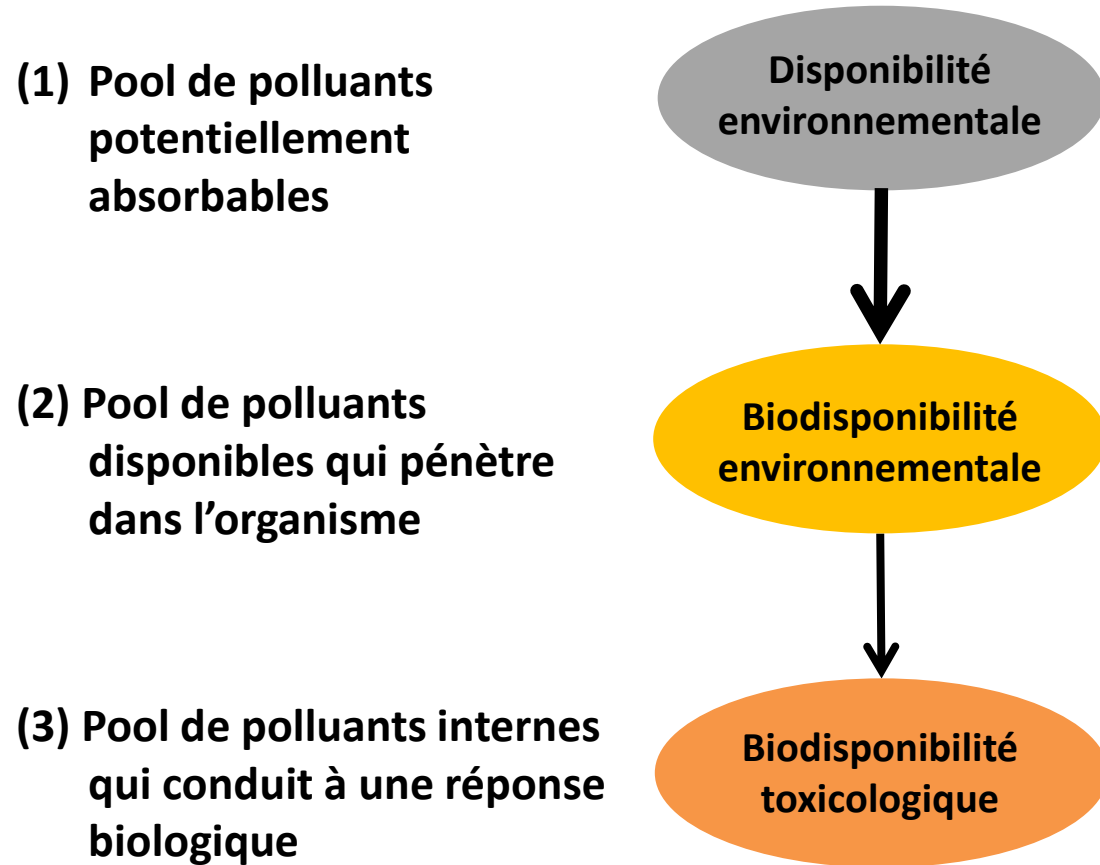 (1) Pool de polluants
potentiellement
absorbables
Disponibilité
environnementale
(2) Pool de polluants
disponibles qui pénètre
dans l’organisme
Biodisponibilité
environnementale
(3) Pool de polluants internes
qui conduit à une réponse
biologique
Biodisponibilité
toxicologique